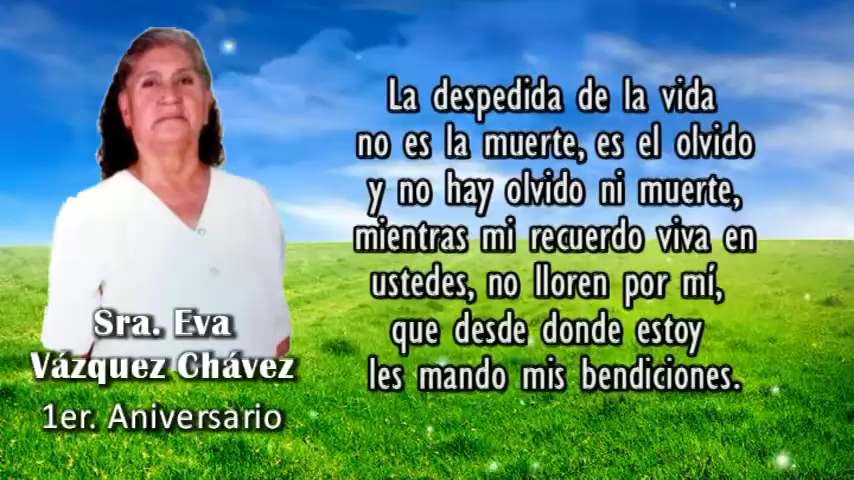 La despedida de la vida
no es la muerte, es el olvido
y no hay olvido ni muerte,
mientras mi recuerdo viva en
ustedes, no lloren por mí,
que desde donde estoy
les mando mis bendiciones.
Sra. Eva
Vázquez Chávez
1er. Aniversario